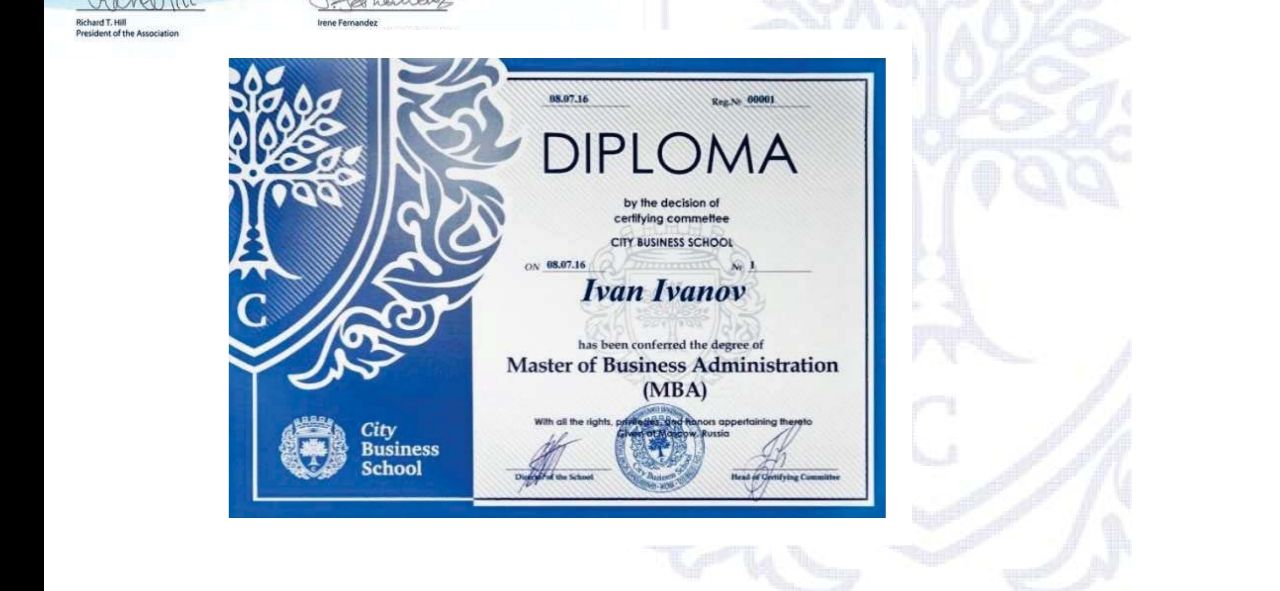 Richard T. Hill
President of the Association
Irene Fernandez
08.07.16
Reg.№ 00001
DIPLOMA
by the decision of
certifying commettee
CITY BUSINESS SCHOOL
ON 08.07.16
№ 1
Ivan Ivanov
has been conferred the degree of
Master of Business Administration
(MBA)
With all the rights, privileges, and honors appertaining thereto
Given at Moscow, Russia
Director of the School
Head of Certifying Committee
City
Business
School
C